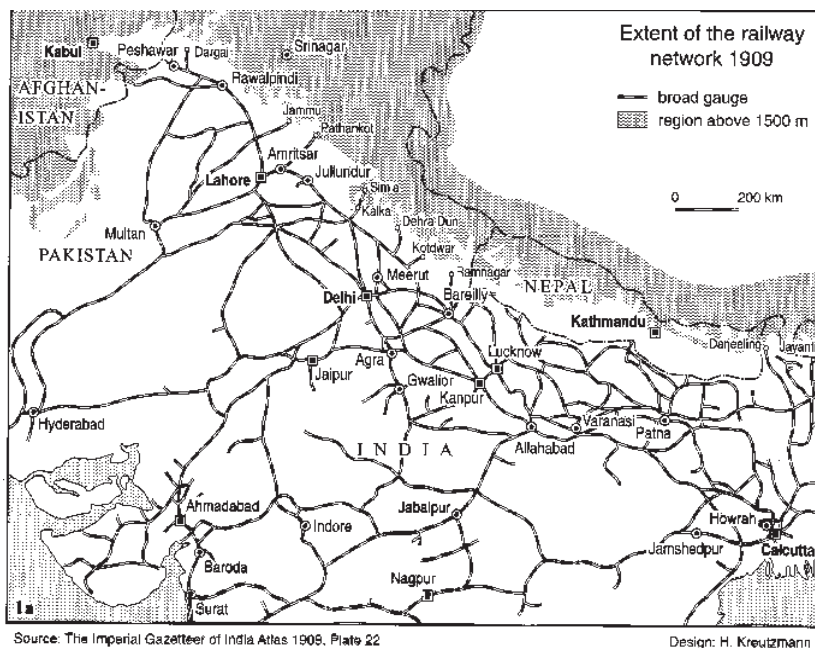 Extent of the railway
network 1909
broad gauge
region above 1500 m
0 200 km
Kabul
Peshawar
Dargai
Srinagar
Rawalpindi
AFGHAN-
ISTAN
Jammu
Pathankot
Amritsar
Lahore
Jullundur
Simla
Kalka
Dehra Dun
Multan
PAKISTAN
Kotdwar
Meerut
Ramnagar
NEPAL
Delhi
Bareilly
Kathmandu
Darjeeling
Jayanti
Lucknow
Jaipur
Agra
Gwalior
Kanpur
Hyderabad
Varanasi
Patna
Allahabad
INDIA
Ahmadabad
Indore
Jabalpur
Howrah
Calcutta
Jamshedpur
Baroda
Nagpur
Surat
1a
Source: The Imperial Gazetteer of India Atlas 1909, Plate 22
Design: H. Kreutzmann